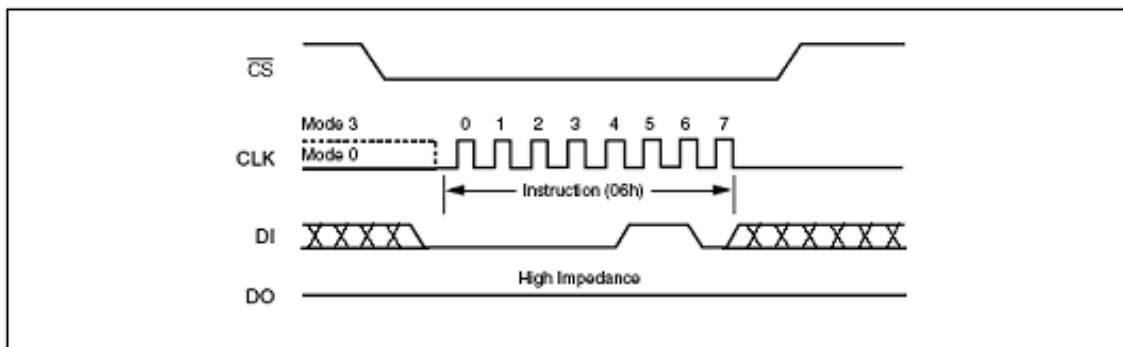 CS
Mode 3
0 1 2 3 4 5 6 7
CLK
Mode 0
Instruction (06h)
DI
High Impedance
DO